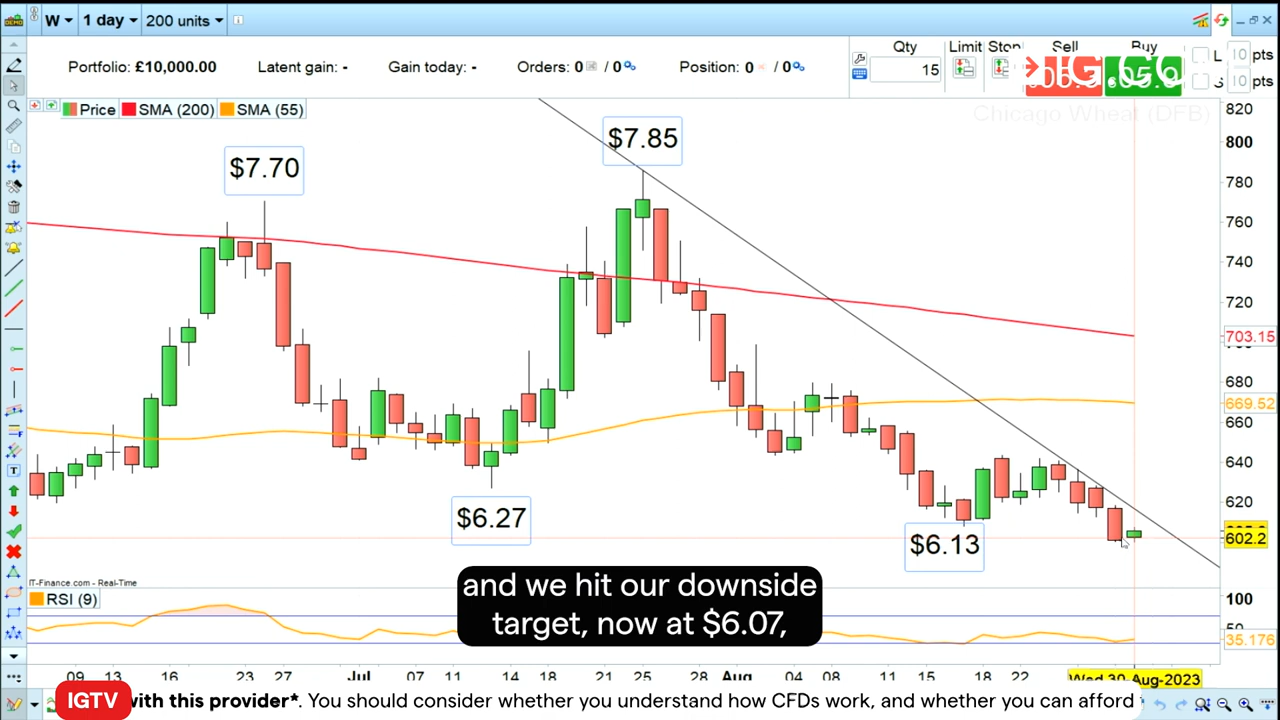 DEMO W 1 day 200 units
Portfolio: £10,000.00 Latent gain: - Gain today: - Orders: 0 / 0 Position: 0 / 0
Qty Limit Stop Sell Buy
15
L 10 pts
S 10 pts
Chicago Wheat (DFB)
Price SMA (200) SMA (55)
820
800
780
760
740
720
703.15
680
669.52
660
640
620
602.2
$7.70
$7.85
$6.27
$6.13
and we hit our downside
target, now at $6.07,
IT-Finance.com - Real-Time
RSI (9)
100
35.176
09 13 16 23 27 Jul 05 11 14 18 21 28 Aug 04 08 11 15 18 22 Wed 30-Aug-2023
IGTV
with this provider*. You should consider whether you understand how CFDs work, and whether you can afford